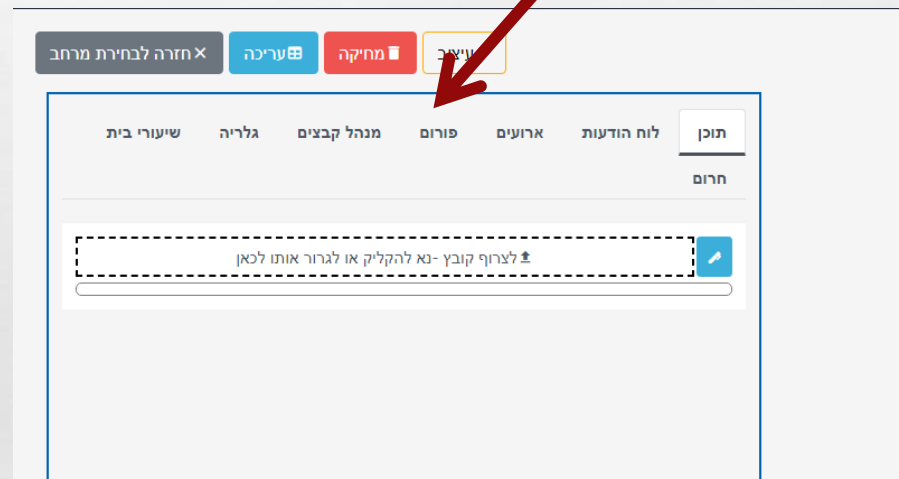 עיצוב מחיקה עריכה חזרה לבחירת מרחב
תוכן לוח הודעות ארועים פורום מנהל קבצים גלריה שיעורי בית
חרום
לצרוף קובץ -נא להקליק או לגרור אותו לכאן